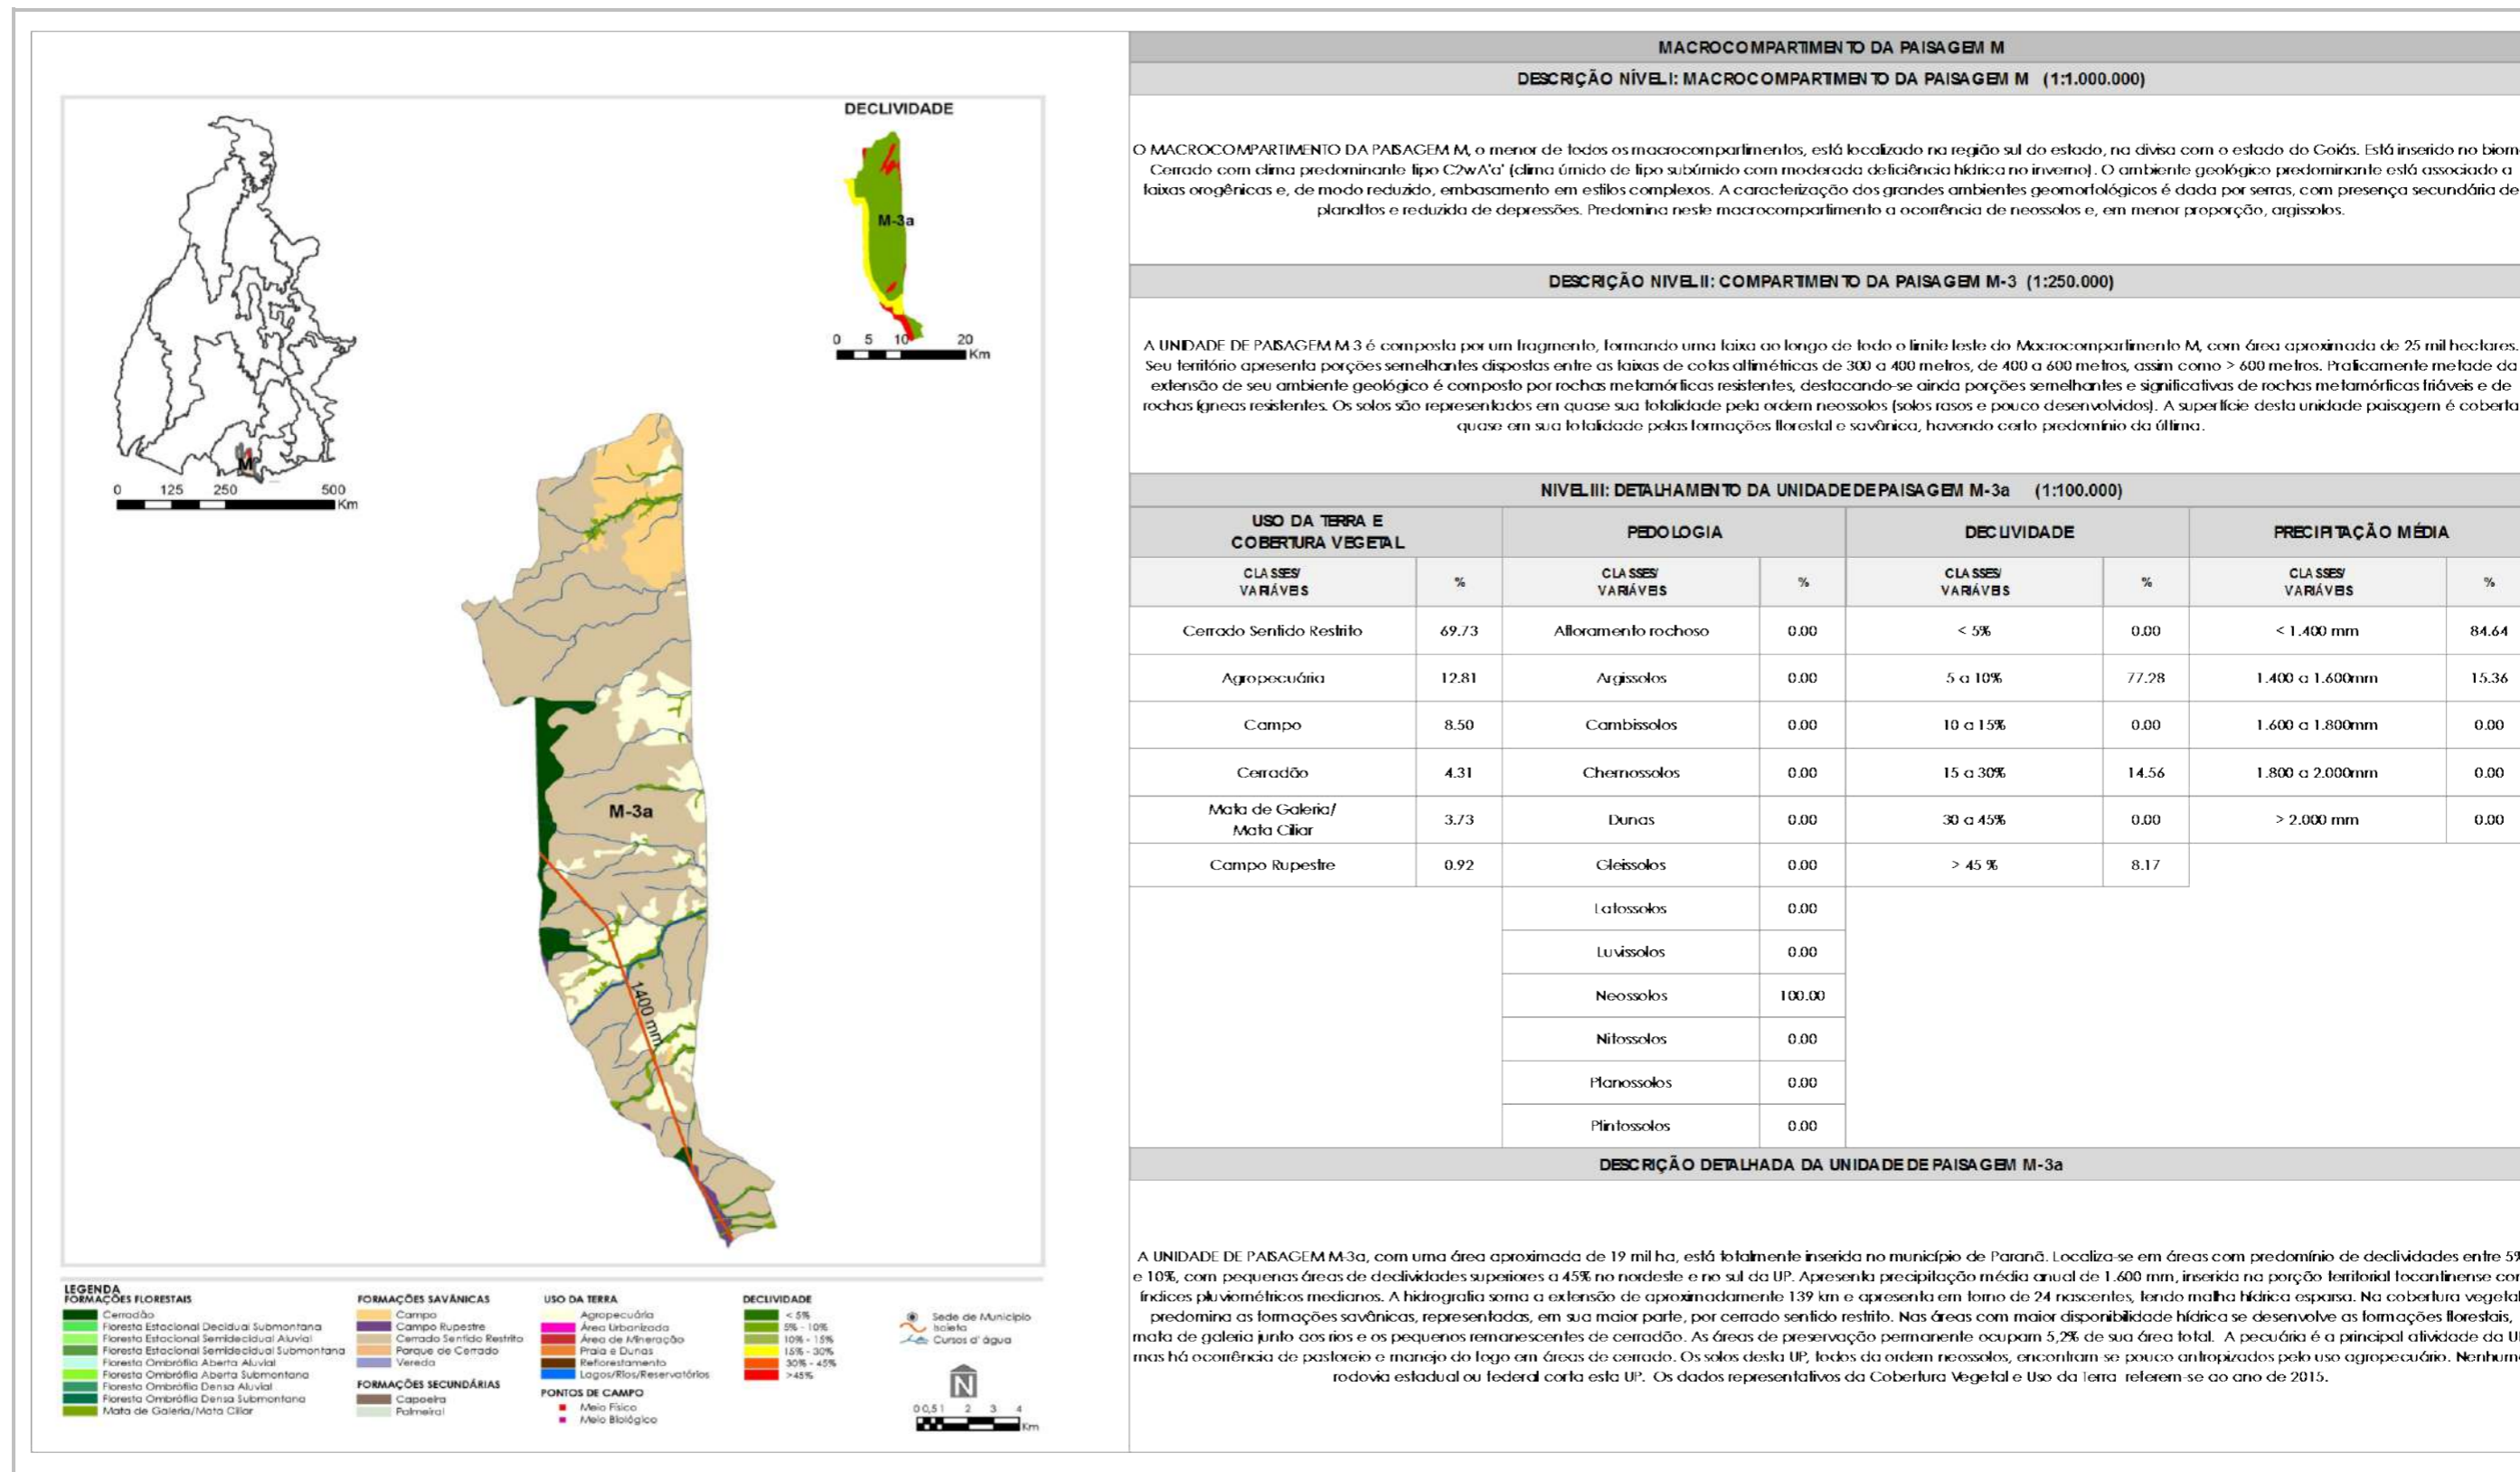 DECLIVIDADE
M-3a
0 5 10 20
Km
M
0 125 250 500
Km
M-3a
1400 mm
LEGENDA
FORMAÇÕES FLORESTAIS
Cerradão
Floresta Estacional Decidual Submontana
Floresta Estacional Semidecidual Aluvial
Floresta Estacional Semidecidual Submontana
Floresta Ombrófila Aberta Aluvial
Floresta Ombrófila Aberta Submontana
Floresta Ombrófila Densa Aluvial
Floresta Ombrófila Densa Submontana
Mata de Galeria/Mata Ciliar
FORMAÇÕES SAVÂNICAS
Campo
Campo Rupestre
Cerrado Sentido Restrito
Parque de Cerrado
Vereda
FORMAÇÕES SECUNDÁRIAS
Capoeira
Palmeiral
USO DA TERRA
Agropecuária
Área Urbanizada
Área de Mineração
Praia e Dunas
Reflorestamento
Lagos/Rios/Reservatórios
PONTOS DE CAMPO
Meio Físico
Meio Biológico
DECLIVIDADE
< 5%
5% - 10%
10% - 15%
15% - 30%
30% - 45%
>45%
Sede de Município
Isoieta
Cursos d' água
N
0 0,5 1 2 3 4
Km
MACROCOMPARTIMENTO DA PAISAGEM M
DESCRIÇÃO NÍVEL I: MACROCOMPARTIMENTO DA PAISAGEM M (1:1.000.000)
O MACROCOMPARTIMENTO DA PAISAGEM M, o menor de todos os macrocompartimentos, está localizado na região sul do estado, na divisa com o estado do Goiás. Está inserido no biom
Cerrado com clima predominante tipo C2wA'a' (clima úmido de tipo subúmido com moderada deficiência hídrica no inverno). O ambiente geológico predominante está associado a
faixas orogênicas e, de modo reduzido, embasamento em estilos complexos. A caracterização dos grandes ambientes geomorfológicos é dada por serras, com presença secundária de
planaltos e reduzida de depressões. Predomina neste macrocompartimento a ocorrência de neossolos e, em menor proporção, argissolos.
DESCRIÇÃO NIVEL II: COMPARTIMENTO DA PAISAGEM M-3 (1:250.000)
A UNIDADE DE PAISAGEM M 3 é composta por um fragmento, formando uma faixa ao longo de todo o limite leste do Macrocompartimento M, com área aproximada de 25 mil hectares.
Seu território apresenta porções semelhantes dispostas entre as faixas de cotas altimétricas de 300 a 400 metros, de 400 a 600 metros, assim como > 600 metros. Praticamente metade da
extensão de seu ambiente geológico é composto por rochas metamórficas resistentes, destacando-se ainda porções semelhantes e significativas de rochas metamórficas friáveis e de
rochas ígneas resistentes. Os solos são representados em quase sua totalidade pela ordem neossolos (solos rasos e pouco desenvolvidos). A superfície desta unidade paisagem é coberta
quase em sua totalidade pelas formações florestal e savânica, havendo certo predomínio da última.
NIVEL III: DETALHAMENTO DA UNIDADE DE PAISAGEM M-3a (1:100.000)
USO DA TERRA E COBERTURA VEGETAL PEDOLOGIA DECLIVIDADE PRECIPITAÇÃO MÉDIA
CLASSES/ VARIÁVEIS % CLASSES/ VARIÁVEIS % CLASSES/ VARIÁVEIS % CLASSES/ VARIÁVEIS %
Cerrado Sentido Restrito 69.73 Afloramento rochoso 0.00 < 5% 0.00 < 1.400 mm 84.64
Agropecuária 12.81 Argissolos 0.00 5 a 10% 77.28 1.400 a 1.600mm 15.36
Campo 8.50 Cambissolos 0.00 10 a 15% 0.00 1.600 a 1.800mm 0.00
Cerradão 4.31 Chernossolos 0.00 15 a 30% 14.56 1.800 a 2.000mm 0.00
Mata de Galeria/ Mata Ciliar 3.73 Dunas 0.00 30 a 45% 0.00 > 2.000 mm 0.00
Campo Rupestre 0.92 Gleissolos 0.00 > 45 % 8.17
Latossolos 0.00
Luvissolos 0.00
Neossolos 100.00
Nitossolos 0.00
Planossolos 0.00
Plintossolos 0.00
DESCRIÇÃO DETALHADA DA UNIDADE DE PAISAGEM M-3a
A UNIDADE DE PAISAGEM M-3a, com uma área aproximada de 19 mil ha, está totalmente inserida no município de Paranã. Localiza-se em áreas com predomínio de declividades entre 5%
e 10%, com pequenas áreas de declividades superiores a 45% no nordeste e no sul da UP. Apresenta precipitação média anual de 1.600 mm, inserida na porção territorial tocantinense com
índices pluviométricos medianos. A hidrografia soma a extensão de aproximadamente 139 km e apresenta em torno de 24 nascentes, tendo malha hídrica esparsa. Na cobertura vegetal
predomina as formações savânicas, representadas, em sua maior parte, por cerrado sentido restrito. Nas áreas com maior disponibilidade hídrica se desenvolve as formações florestais,
mata de galeria junto aos rios e os pequenos remanescentes de cerradão. As áreas de preservação permanente ocupam 5,2% de sua área total. A pecuária é a principal atividade da U
mas há ocorrência de pastoreio e manejo do fogo em áreas de cerrado. Os solos desta UP, todos da ordem neossolos, encontram-se pouco antropizados pelo uso agropecuário. Nenhum
rodovia estadual ou federal corta esta UP. Os dados representativos da Cobertura Vegetal e Uso da Terra referem-se ao ano de 2015.